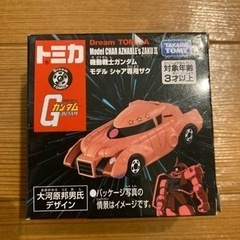 トミカ
Dream TOMICA
Model CHAR AZNABLE's ZAKU II
機動戦士ガンダム
モデル シャア専用ザク
TAKARA TOMY
対象年齢
3才以上
ガンダム
GUNDAM
大河原邦男氏
デザイン
●パッケージ写真の
情景はイメージです。